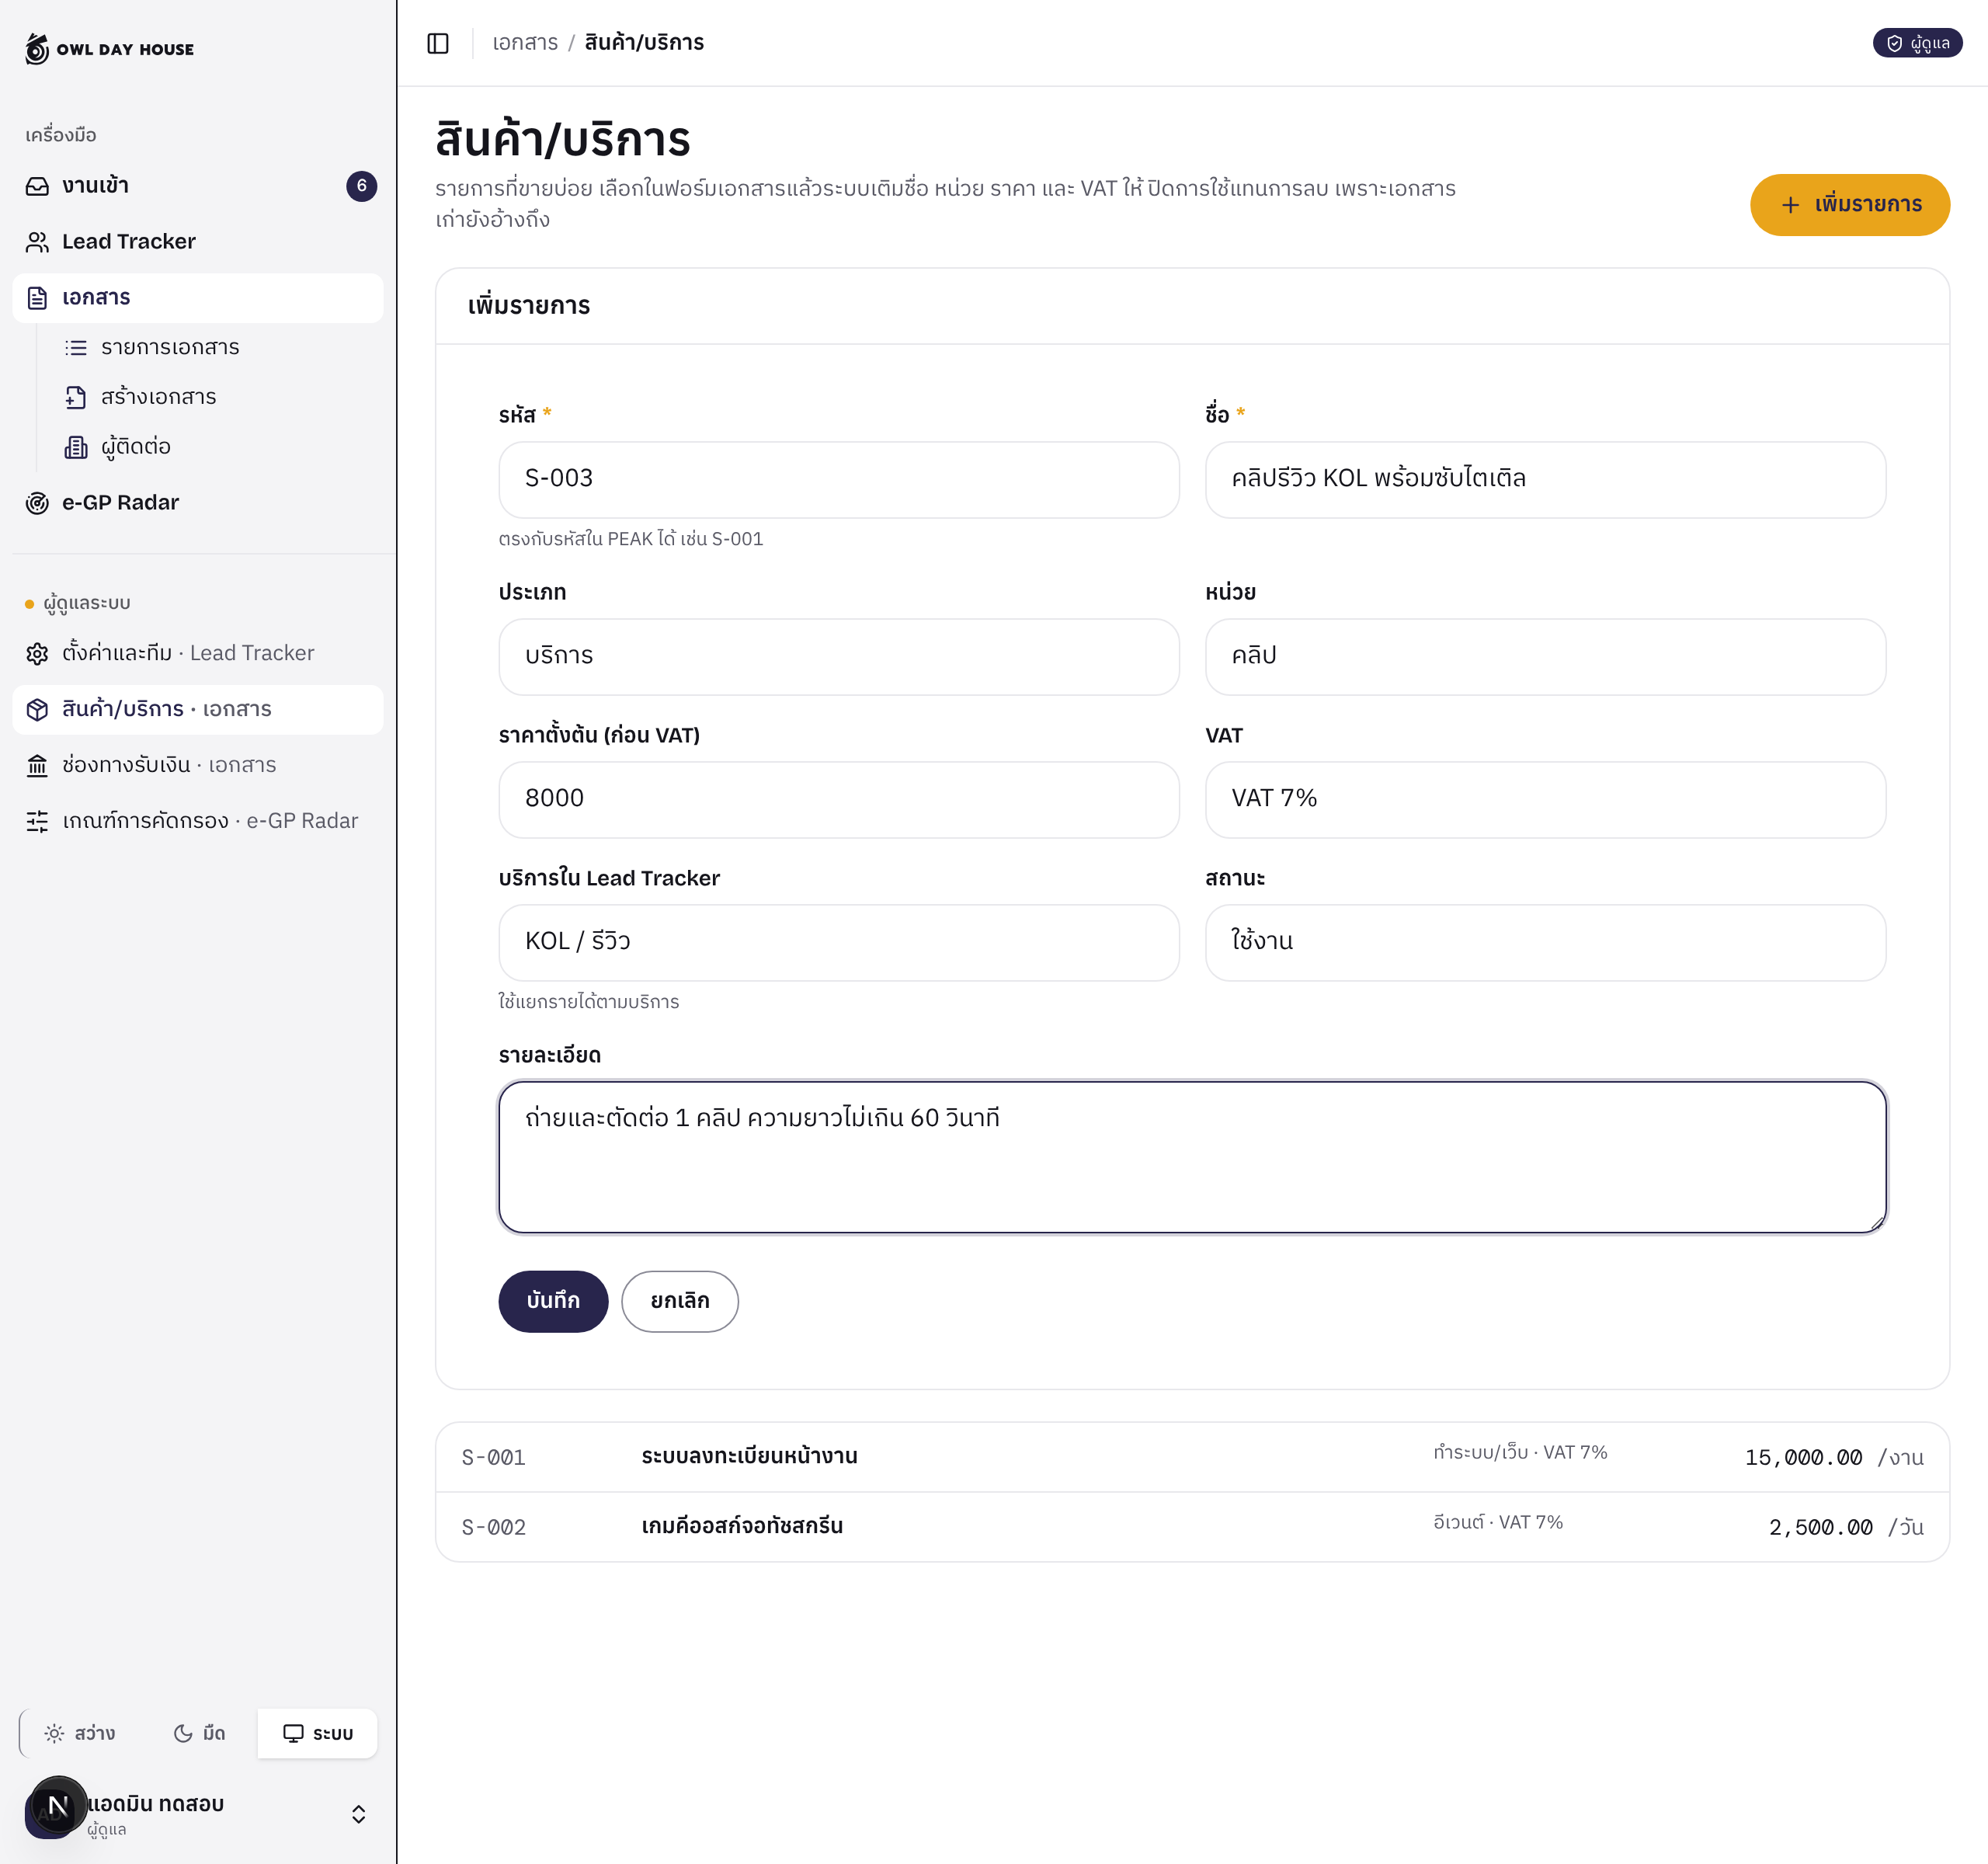 OWL DAY HOUSE
เครื่องมือ
งานเข้า 6
Lead Tracker
เอกสาร
รายการเอกสาร
สร้างเอกสาร
ผู้ติดต่อ
e-GP Radar
ผู้ดูแลระบบ
ตั้งค่าและทีม · Lead Tracker
สินค้า/บริการ · เอกสาร
ช่องทางรับเงิน · เอกสาร
เกณฑ์การคัดกรอง · e-GP Radar
สว่าง มืด ระบบ
N แอดมิน ทดสอบ
ผู้ดูแล
เอกสาร / สินค้า/บริการ
ผู้ดูแล
สินค้า/บริการ
รายการที่ขายบ่อย เลือกในฟอร์มเอกสารแล้วระบบเติมชื่อ หน่วย ราคา และ VAT ให้ ปิดการใช้แทนการลบ เพราะเอกสาร
เก่ายังอ้างถึง
+ เพิ่มรายการ
เพิ่มรายการ
รหัส * ชื่อ *
S-003 คลิปรีวิว KOL พร้อมซับไตเติล
ตรงกับรหัสใน PEAK ได้ เช่น S-001
ประเภท หน่วย
บริการ คลิป
ราคาตั้งต้น (ก่อน VAT) VAT
8000 VAT 7%
บริการใน Lead Tracker สถานะ
KOL / รีวิว ใช้งาน
ใช้แยกรายได้ตามบริการ
รายละเอียด
ถ่ายและตัดต่อ 1 คลิป ความยาวไม่เกิน 60 วินาที
บันทึก ยกเลิก
S-001 ระบบลงทะเบียนหน้างาน ทำระบบ/เว็บ · VAT 7% 15,000.00 /งาน
S-002 เกมคีออสก์จอทัชสกรีน อีเวนต์ · VAT 7% 2,500.00 /วัน